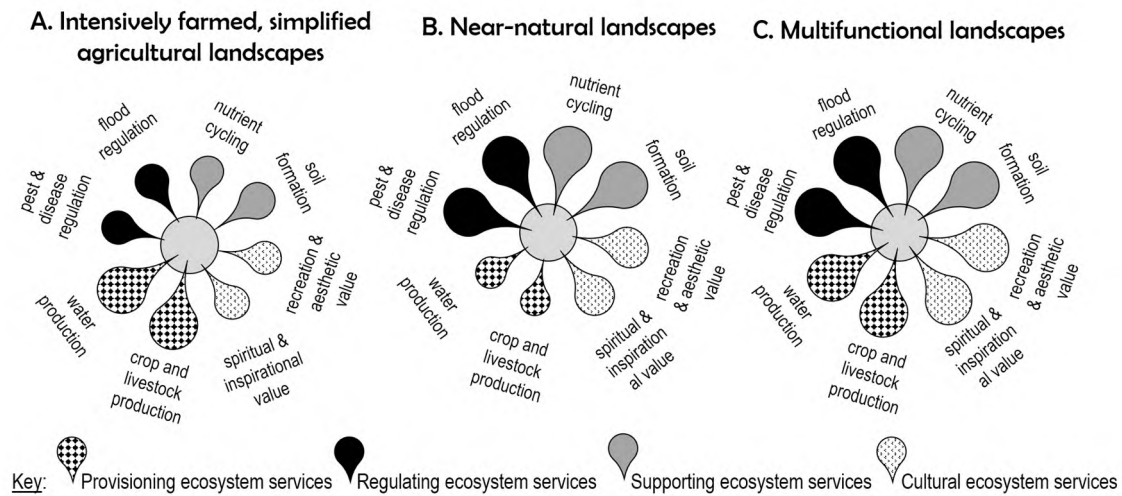 A. Intensively farmed, simplified
agricultural landscapes
flood
regulation
nutrient
cycling
soil
formation
pest &
disease
regulation
recreation &
aesthetic
value
water
production
crop and
livestock
production
spiritual &
inspirational
value
B. Near-natural landscapes
flood
regulation
nutrient
cycling
soil
formation
pest &
disease
regulation
recreation
& aesthetic
value
water
production
crop and
livestock
production
spiritual &
inspiration
al value
C. Multifunctional landscapes
flood
regulation
nutrient
cycling
soil
formation
pest &
disease
regulation
recreation
& aesthetic
value
water
production
crop and
livestock
production
spiritual &
inspiration
al value
Key: Provisioning ecosystem services Regulating ecosystem services Supporting ecosystem services Cultural ecosystem services